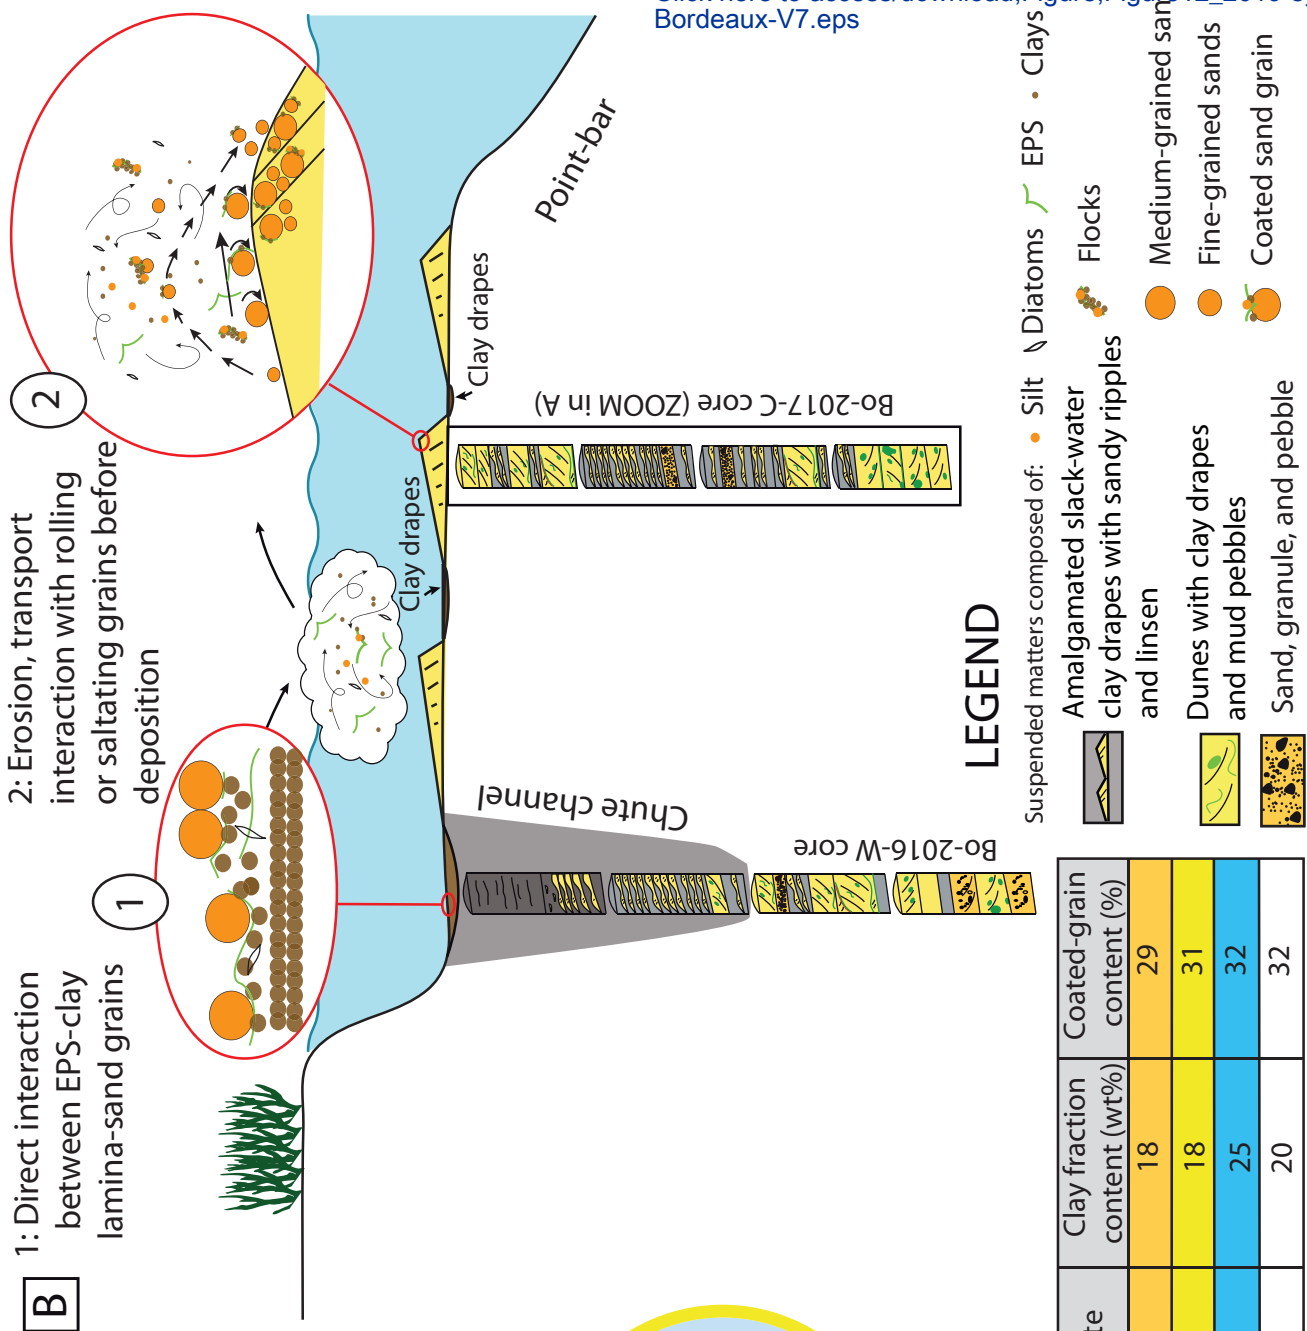 Bordeaux-V7.eps
B
1: Direct interaction
between EPS-clay
lamina-sand grains
1
2: Erosion, transport
interaction with rolling
or saltating grains before
deposition
2
Point-bar
Clay drapes
Clay drapes
Chute channel
Bo-2016-W core
Bo-2017-C core (ZOOM in A)
LEGEND
Suspended matters composed of: Silt Diatoms EPS Clays
Amalgamated slack-water
clay drapes with sandy ripples
and linsen
Dunes with clay drapes
and mud pebbles
Sand, granule, and pebble
Flocks
Medium-grained
Fine-grained sands
Coated sand grain
Clay fraction
content (wt%)
Coated-grain
content (%)
18 29
18 31
25 32
20 32